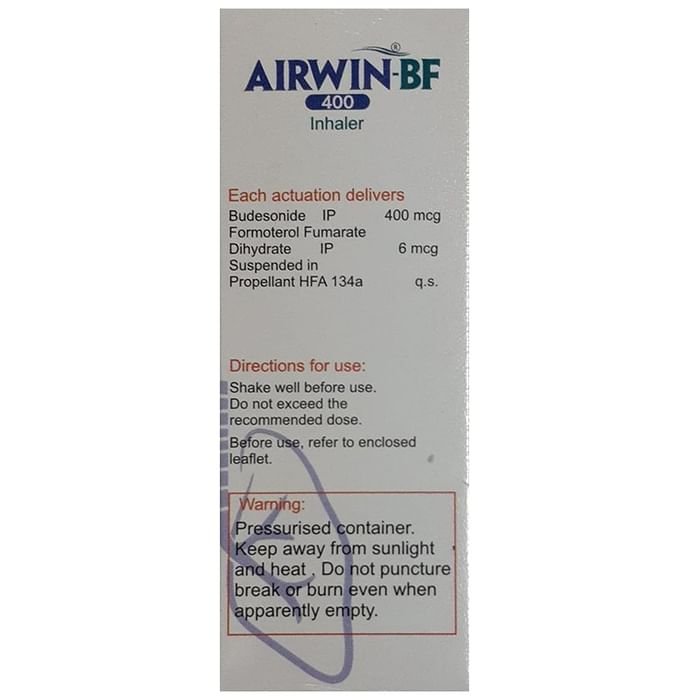 AIRWIN-BF®
400
Inhaler
Each actuation delivers
Budesonide IP 400 mcg
Formoterol Fumarate
Dihydrate IP 6 mcg
Suspended in
Propellant HFA 134a q.s.
Directions for use:
Shake well before use.
Do not exceed the
recommended dose.
Before use, refer to enclosed
leaflet.
Warning:
Pressurised container.
Keep away from sunlight
and heat . Do not puncture
break or burn even when
apparently empty.